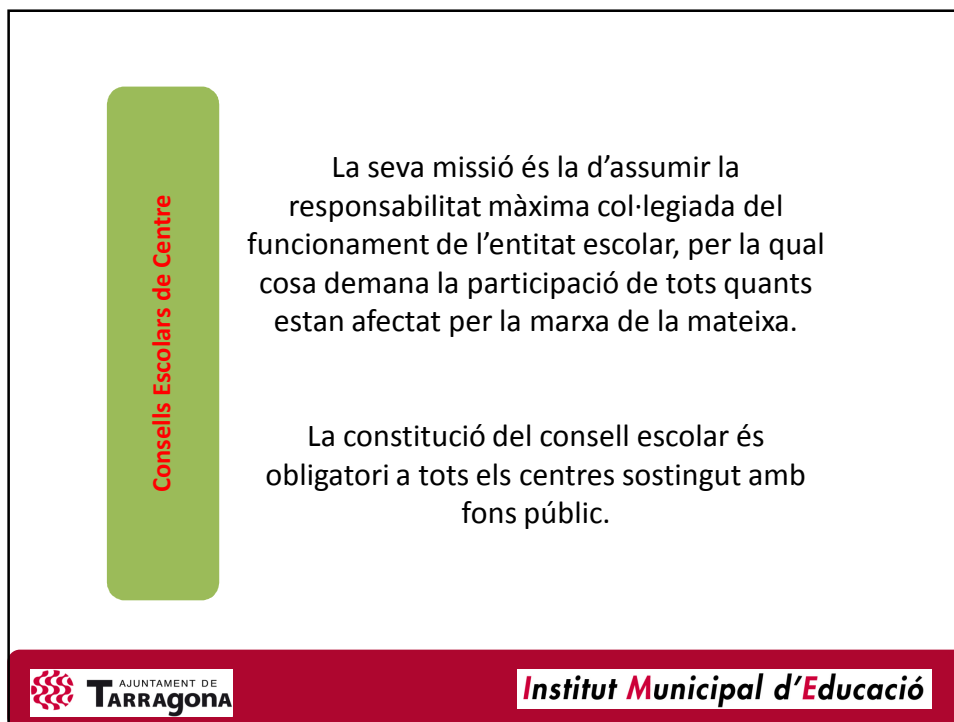 Consells Escolars de Centre
La seva missió és la d’assumir la
responsabilitat màxima col·legiada del
funcionament de l’entitat escolar, per la qual
cosa demana la participació de tots quants
estan afectat per la marxa de la mateixa.
La constitució del consell escolar és
obligatori a tots els centres sostingut amb
fons públic.
AJUNTAMENT DE
TARRAGONA
Institut Municipal d’Educació